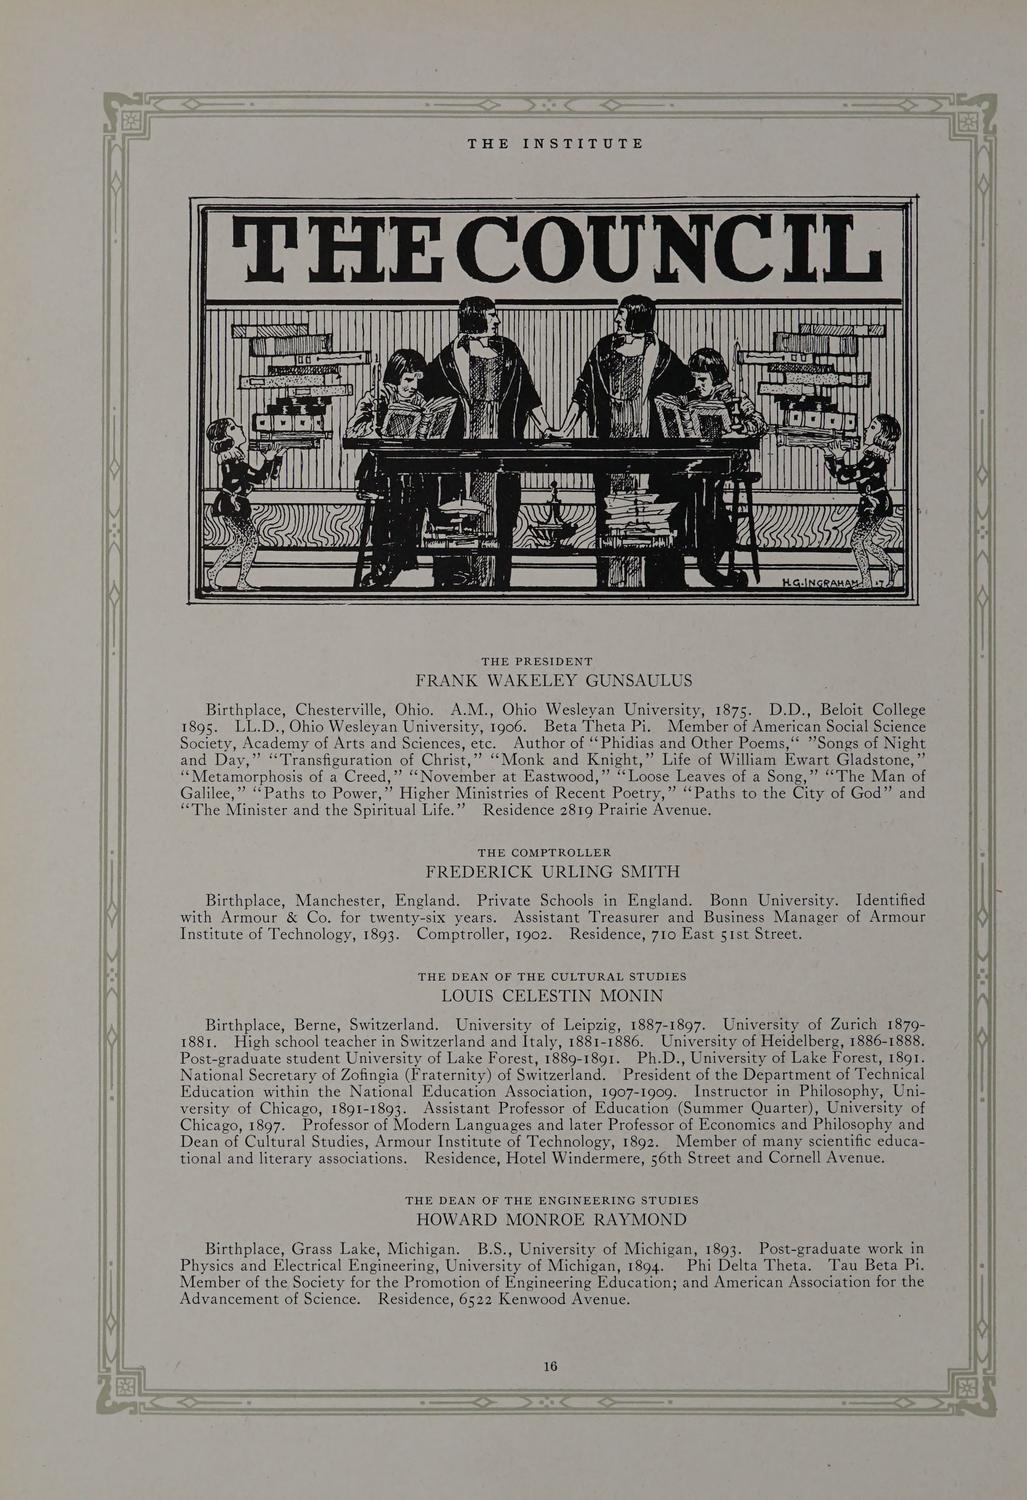 THE INSTITUTE
THE COUNCIL
H.G. INGRAHAM '17
THE PRESIDENT
FRANK WAKELEY GUNSAULUS
Birthplace, Chesterville, Ohio. A.M., Ohio Wesleyan University, 1875. D.D., Beloit College
1895. LL.D., Ohio Wesleyan University, 1906. Beta Theta Pi. Member of American Social Science
Society, Academy of Arts and Sciences, etc. Author of “Phidias and Other Poems,“ ”Songs of Night
and Day,” “Transfiguration of Christ,” “Monk and Knight,” Life of William Ewart Gladstone,”
“Metamorphosis of a Creed,” “November at Eastwood,” “Loose Leaves of a Song,” “The Man of
Galilee,” “Paths to Power,” Higher Ministries of Recent Poetry,” “Paths to the City of God” and
“The Minister and the Spiritual Life.” Residence 2819 Prairie Avenue.
THE COMPTROLLER
FREDERICK URLING SMITH
Birthplace, Manchester, England. Private Schools in England. Bonn University. Identified
with Armour & Co. for twenty-six years. Assistant Treasurer and Business Manager of Armour
Institute of Technology, 1893. Comptroller, 1902. Residence, 710 East 51st Street.
THE DEAN OF THE CULTURAL STUDIES
LOUIS CELESTIN MONIN
Birthplace, Berne, Switzerland. University of Leipzig, 1887-1897. University of Zurich 1879-
1881. High school teacher in Switzerland and Italy, 1881-1886. University of Heidelberg, 1886-1888.
Post-graduate student University of Lake Forest, 1889-1891. Ph.D., University of Lake Forest, 1891.
National Secretary of Zofingia (Fraternity) of Switzerland. President of the Department of Technical
Education within the National Education Association, 1907-1909. Instructor in Philosophy, Uni-
versity of Chicago, 1891-1893. Assistant Professor of Education (Summer Quarter), University of
Chicago, 1897. Professor of Modern Languages and later Professor of Economics and Philosophy and
Dean of Cultural Studies, Armour Institute of Technology, 1892. Member of many scientific educa-
tional and literary associations. Residence, Hotel Windermere, 56th Street and Cornell Avenue.
THE DEAN OF THE ENGINEERING STUDIES
HOWARD MONROE RAYMOND
Birthplace, Grass Lake, Michigan. B.S., University of Michigan, 1893. Post-graduate work in
Physics and Electrical Engineering, University of Michigan, 1894. Phi Delta Theta. Tau Beta Pi.
Member of the Society for the Promotion of Engineering Education; and American Association for the
Advancement of Science. Residence, 6522 Kenwood Avenue.
16